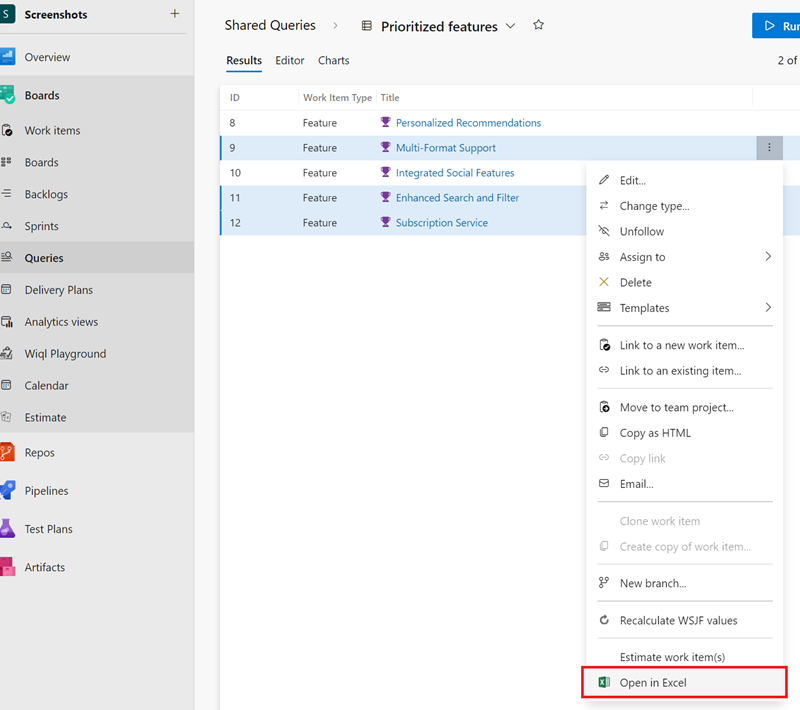 S Screenshots +
Overview
Boards
Work items
Boards
Backlogs
Sprints
Queries
Delivery Plans
Analytics views
Wiql Playground
Calendar
Estimate
Repos
Pipelines
Test Plans
Artifacts
Shared Queries > Prioritized features
Run
Results Editor Charts
2 of
ID Work Item Type Title
8 Feature Personalized Recommendations
9 Feature Multi-Format Support
10 Feature Integrated Social Features
11 Feature Enhanced Search and Filter
12 Feature Subscription Service
Edit...
Change type...
Unfollow
Assign to
Delete
Templates
Link to a new work item...
Link to an existing item...
Move to team project...
Copy as HTML
Copy link
Email...
Clone work item
Create copy of work item...
New branch...
Recalculate WSJF values
Estimate work item(s)
Open in Excel